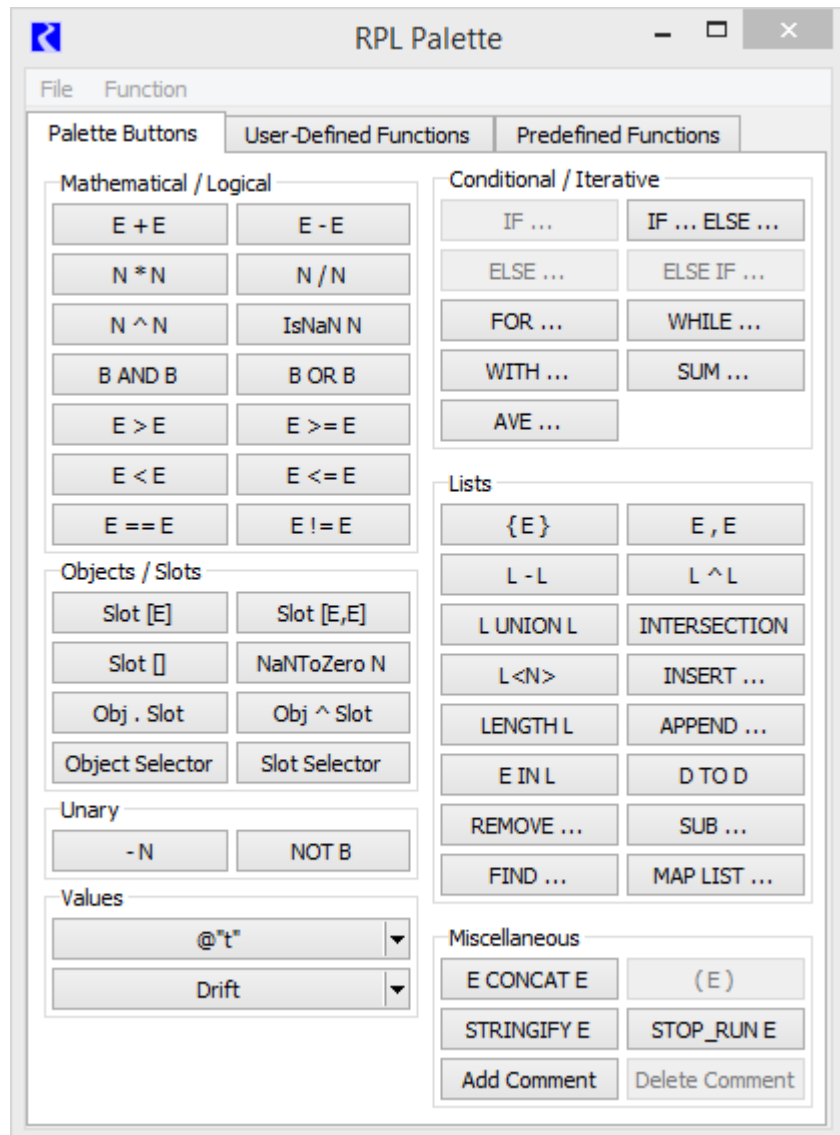 RPL Palette
File Function
Palette Buttons User-Defined Functions Predefined Functions
Mathematical / Logical
E + E E - E
N * N N / N
N ^ N IsNaN N
B AND B B OR B
E > E E >= E
E < E E <= E
E == E E != E
Objects / Slots
Slot [E] Slot [E,E]
Slot [] NaNToZero N
Obj . Slot Obj ^ Slot
Object Selector Slot Selector
Unary
- N NOT B
Values
@"t"
Drift
Conditional / Iterative
IF ... IF ... ELSE ...
ELSE ... ELSE IF ...
FOR ... WHILE ...
WITH ... SUM ...
AVE ...
Lists
{ E } E , E
L - L L ^ L
L UNION L INTERSECTION
L<N> INSERT ...
LENGTH L APPEND ...
E IN L D TO D
REMOVE ... SUB ...
FIND ... MAP LIST ...
Miscellaneous
E CONCAT E ( E )
STRINGIFY E STOP_RUN E
Add Comment Delete Comment